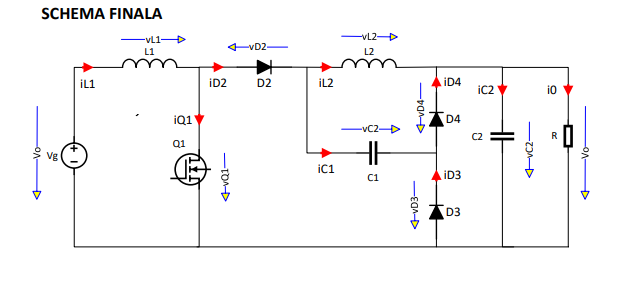 SCHEMA FINALA
vL1
L1
vD2
vL2
L2
iL1
iD2
D2
iL2
iD4
iC2
i0
vD4
D4
iQ1
Q1
vC2
C2
R
Vo
Vg
vQ1
iC1
C1
iD3
vC2
Vo
vD3
D3